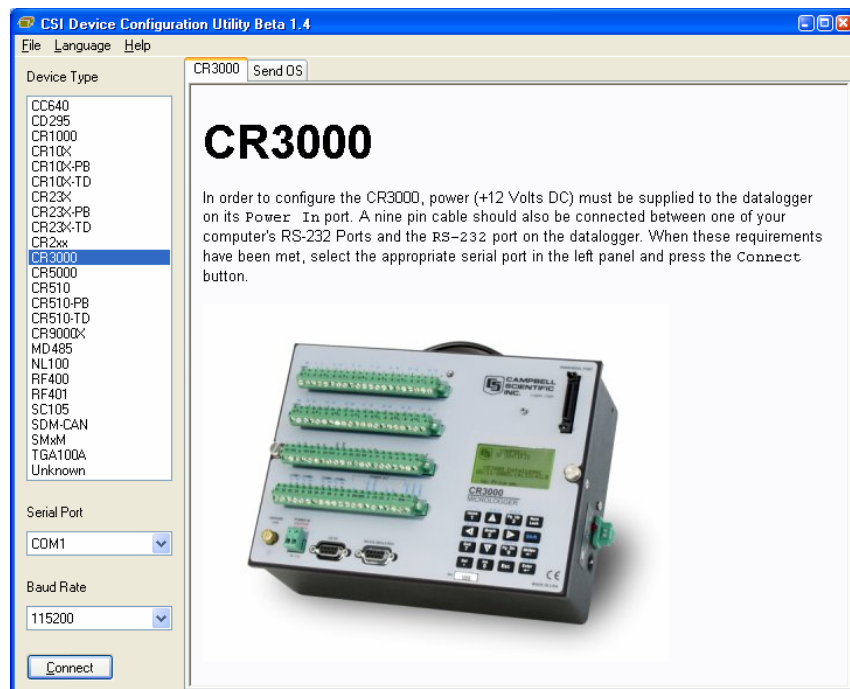 CSI Device Configuration Utility Beta 1.4
File Language Help
Device Type
CC640
CD295
CR1000
CR10X
CR10X-PB
CR10X-TD
CR23X
CR23X-PB
CR23X-TD
CR2xx
CR3000
CR5000
CR510
CR510-PB
CR510-TD
CR9000X
MD485
NL100
RF400
RF401
SC105
SDM-CAN
SMxM
TGA100A
Unknown
Serial Port
COM1
Baud Rate
115200
Connect
CR3000 Send OS
CR3000
In order to configure the CR3000, power (+12 Volts DC) must be supplied to the datalogger
on its Power In port. A nine pin cable should also be connected between one of your
computer's RS-232 Ports and the RS-232 port on the datalogger. When these requirements
have been met, select the appropriate serial port in the left panel and press the Connect
button.
CAMPBELL
SCIENTIFIC
INC.
CR3000
MICROLOGGER